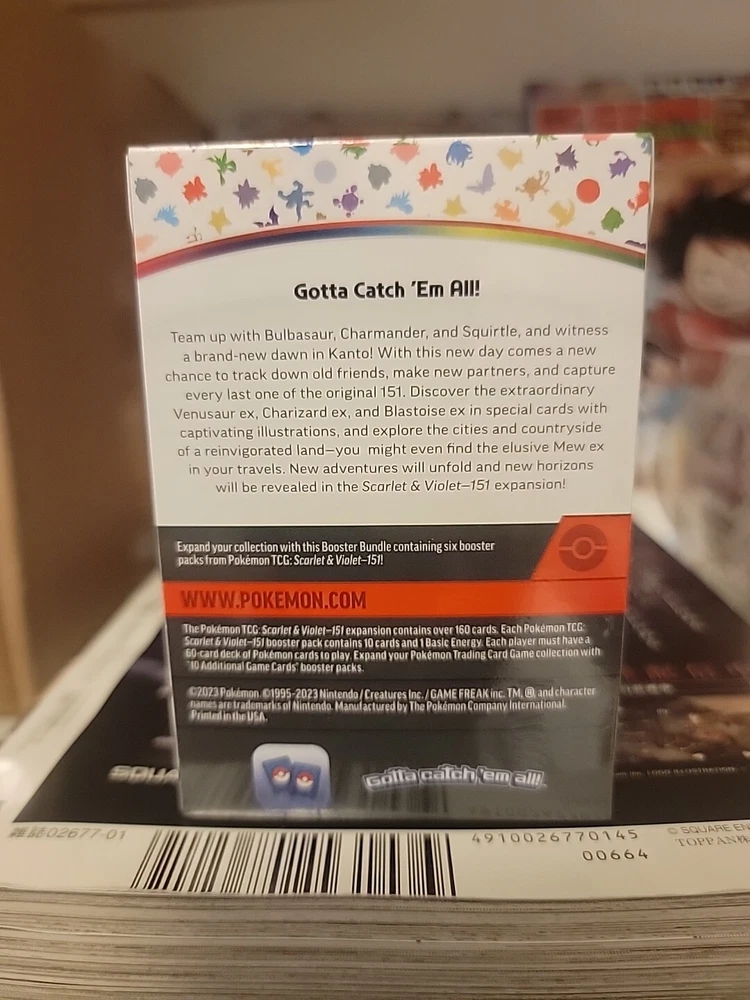 Gotta Catch 'Em All!
Team up with Bulbasaur, Charmander, and Squirtle, and witness
a brand-new dawn in Kanto! With this new day comes a new
chance to track down old friends, make new partners, and capture
every last one of the original 151. Discover the extraordinary
Venusaur ex, Charizard ex, and Blastoise ex in special cards with
captivating illustrations, and explore the cities and countryside
of a reinvigorated land—you might even find the elusive Mew ex
in your travels. New adventures will unfold and new horizons
will be revealed in the Scarlet & Violet—151 expansion!
Expand your collection with this Booster Bundle containing six booster
packs from Pokémon TCG: Scarlet & Violet—151!
WWW.POKEMON.COM
The Pokémon TCG: Scarlet & Violet—151 expansion contains over 160 cards. Each Pokémon TCG:
Scarlet & Violet—151 booster pack contains 10 cards and 1 Basic Energy. Each player must have a
60-card deck of Pokémon cards to play. Expand your Pokémon Trading Card Game collection with
"10 Additional Game Cards" booster packs.
©2023 Pokémon. ©1995-2023 Nintendo / Creatures Inc. / GAME FREAK inc. TM, ®, and character
names are trademarks of Nintendo. Manufactured by The Pokémon Company International.
Printed in the USA.
Gotta catch 'em all!
SQUA
雑誌02677-01
4910026770145
00664
© SQUARE EN
TOPPAN株